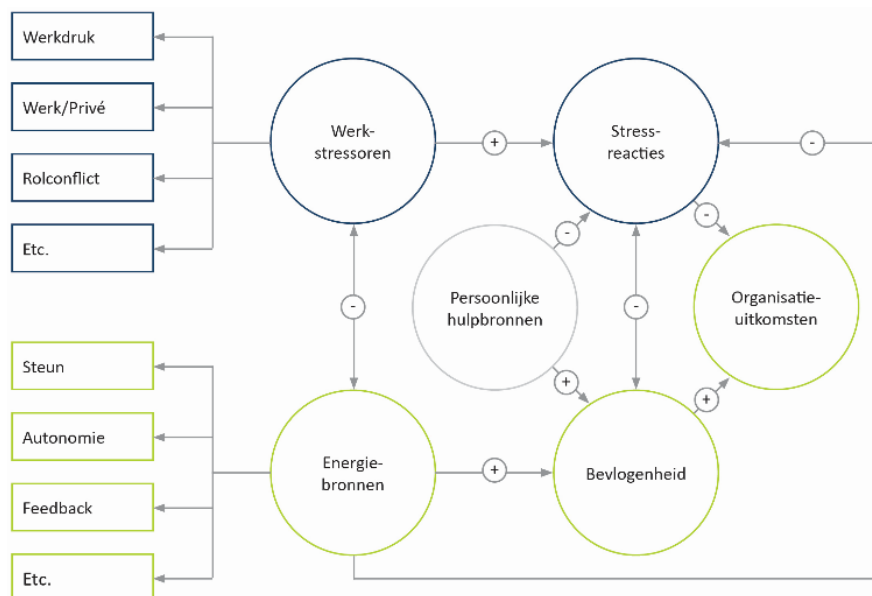 Werkdruk
Werk/Privé
Rolconflict
Etc.
Werk-
stressoren
+
Stress-
reacties
-
-
-
Persoonlijke
hulpbronnen
-
-
Organisatie-
uitkomsten
Steun
Autonomie
Feedback
Etc.
+
+
Energie-
bronnen
+
Bevlogenheid